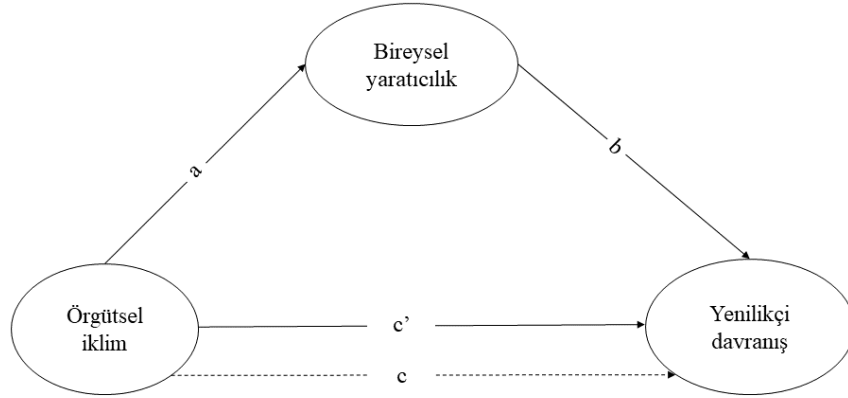 Bireysel
yaratıcılık
a
b
Örgütsel
iklim
c’
Yenilikçi
davranış
c